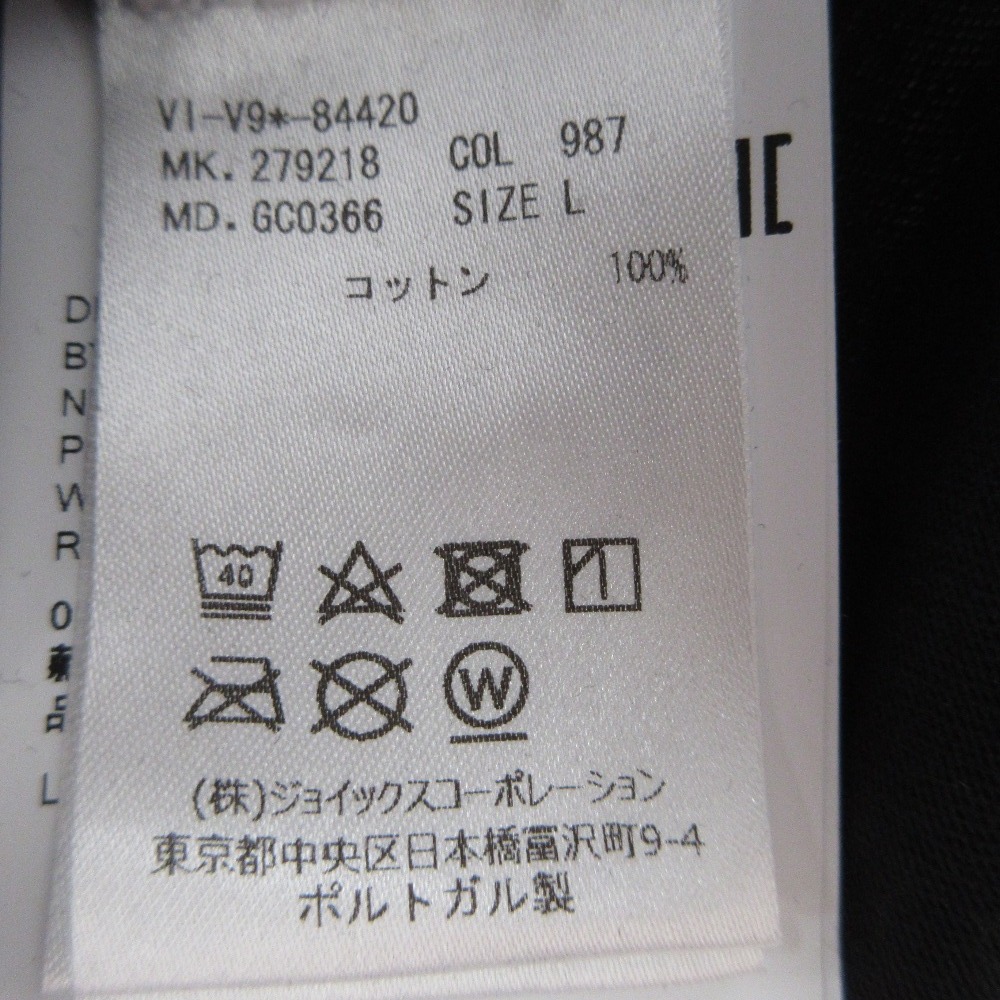 VI-V9*-84420
MK. 279218 COL 987
MD. GC0366 SIZE L
コットン 100%
40
W
(株)ジョイックスコーポレーション
東京都中央区日本橋富沢町9-4
ポルトガル製
D
B
N
P
W
R
0
L